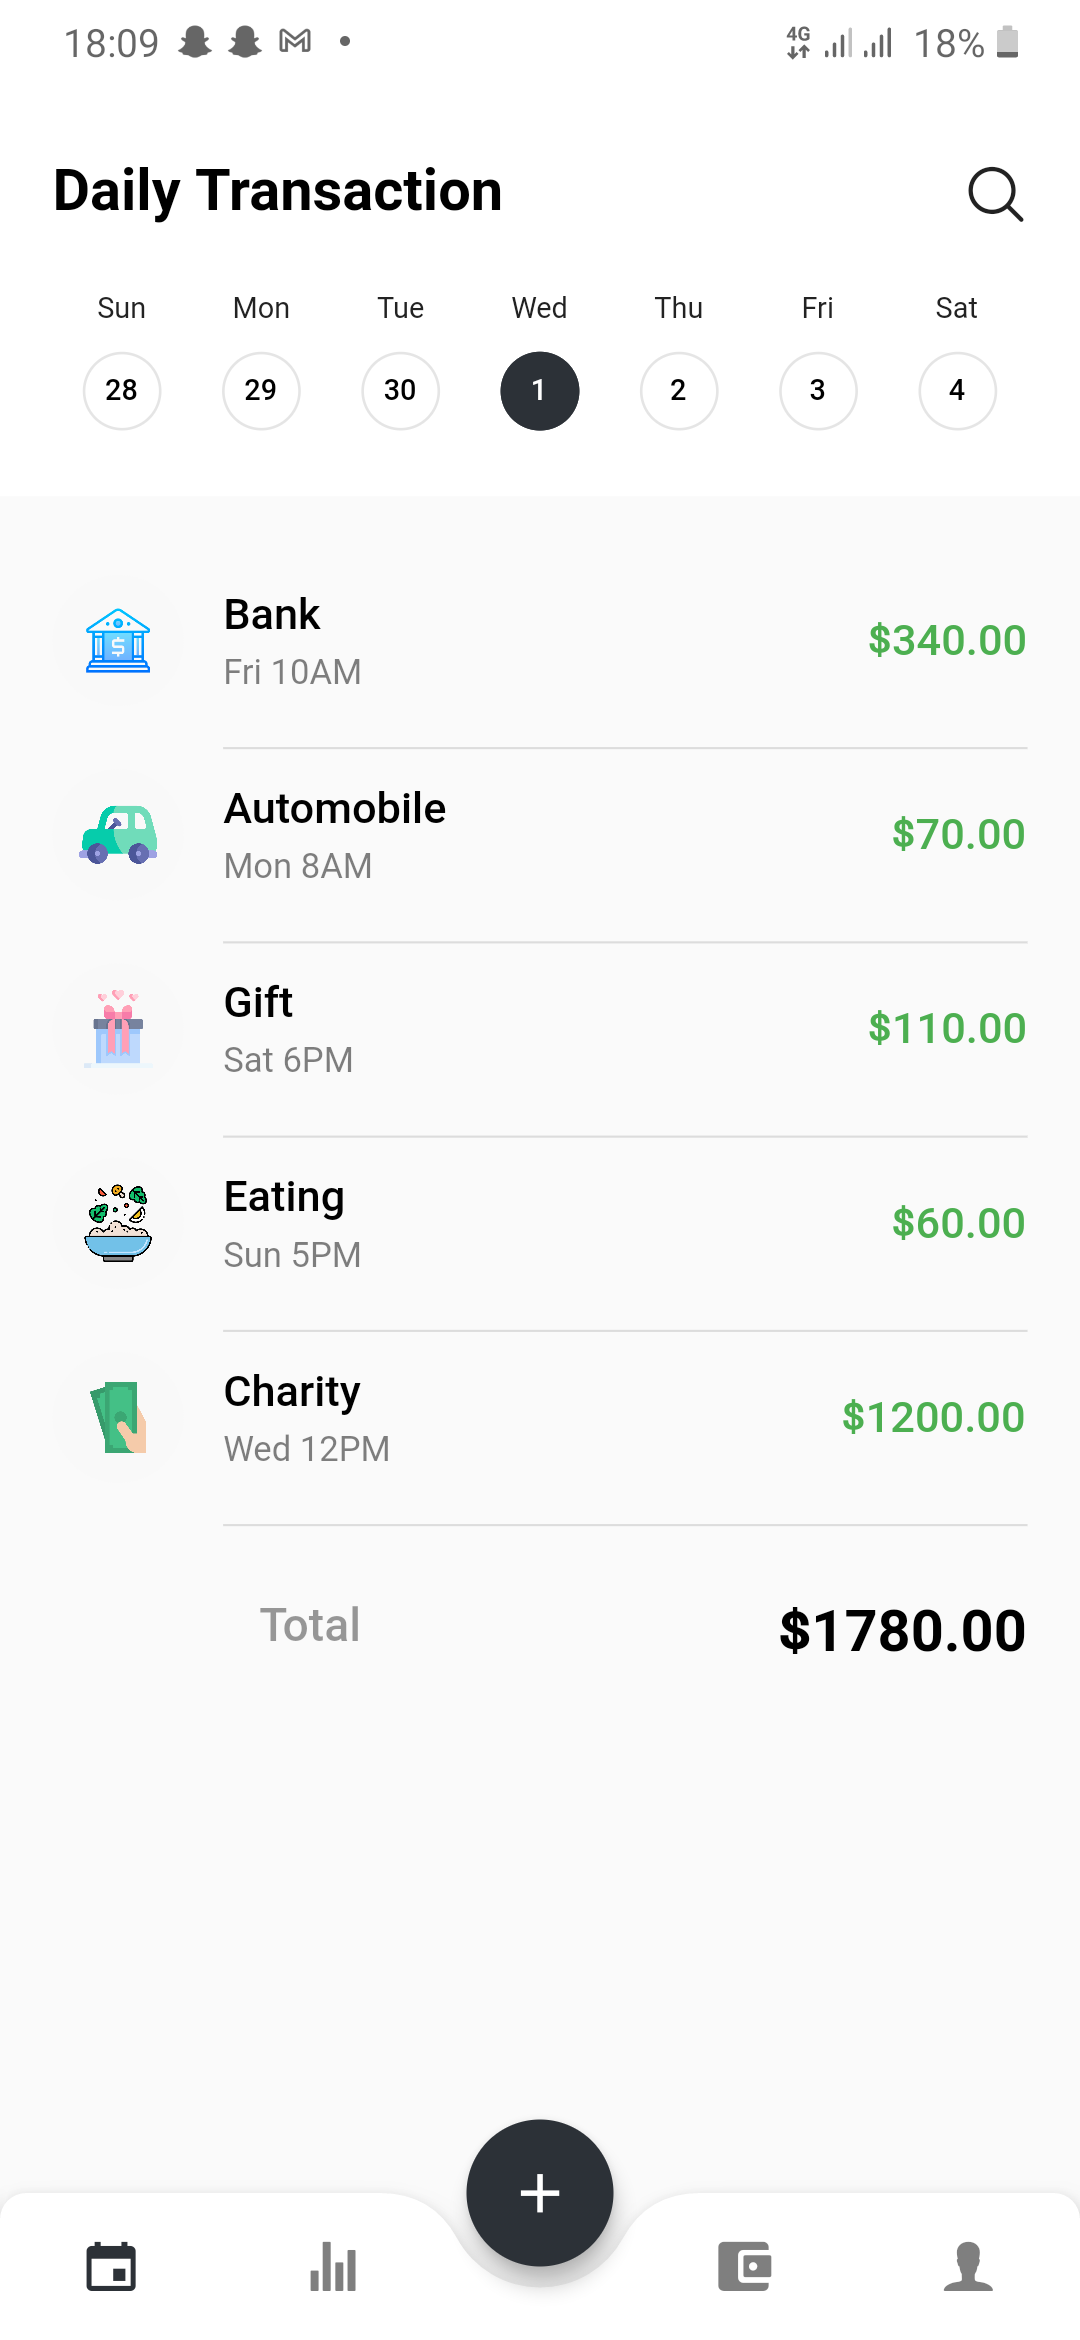 18:09 4G 18%
Daily Transaction
Sun Mon Tue Wed Thu Fri Sat
28 29 30 1 2 3 4
Bank
Fri 10AM
$340.00
Automobile
Mon 8AM
$70.00
Gift
Sat 6PM
$110.00
Eating
Sun 5PM
$60.00
Charity
Wed 12PM
$1200.00
Total $1780.00